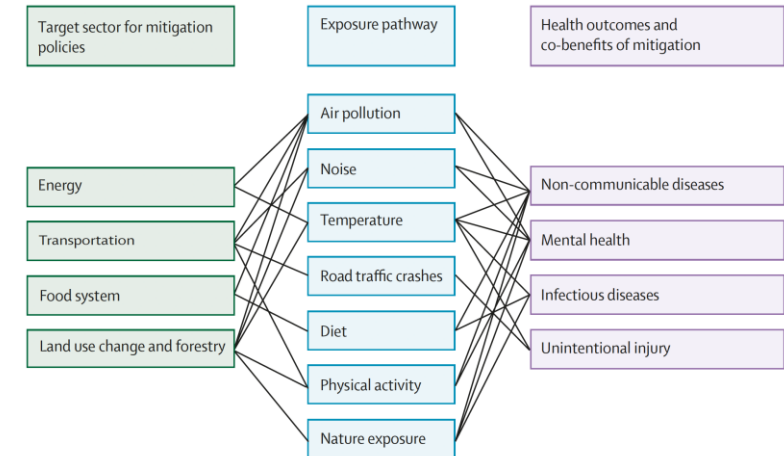 Target sector for mitigation
policies
Exposure pathway
Health outcomes and
co-benefits of mitigation
Energy
Transportation
Food system
Land use change and forestry
Air pollution
Noise
Temperature
Road traffic crashes
Diet
Physical activity
Nature exposure
Non-communicable diseases
Mental health
Infectious diseases
Unintentional injury